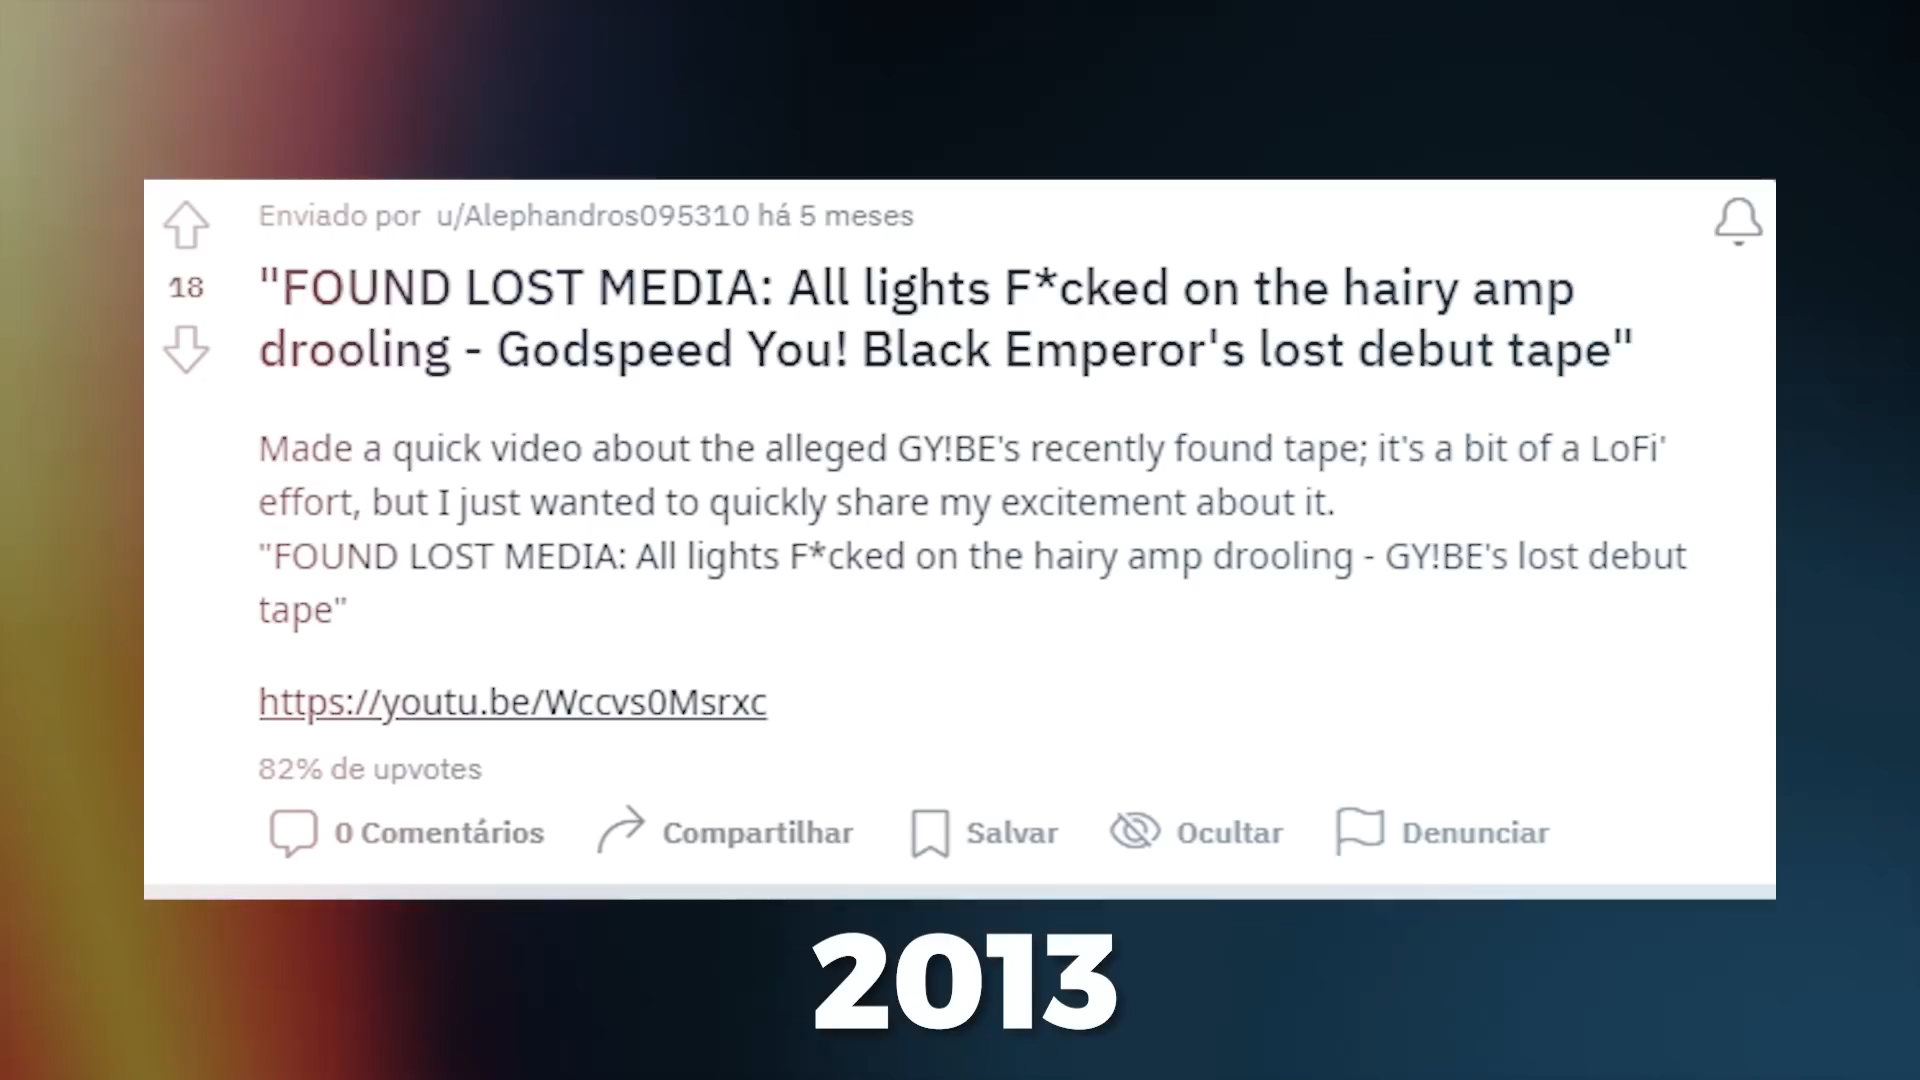 Enviado por u/Alephandros095310 há 5 meses
18
"FOUND LOST MEDIA: All lights F*cked on the hairy amp
drooling - Godspeed You! Black Emperor's lost debut tape"
Made a quick video about the alleged GY!BE's recently found tape; it's a bit of a LoFi'
effort, but I just wanted to quickly share my excitement about it.
"FOUND LOST MEDIA: All lights F*cked on the hairy amp drooling - GY!BE's lost debut
tape"
https://youtu.be/Wccvs0Msrxc
82% de upvotes
0 Comentários Compartilhar Salvar Ocultar Denunciar
2013